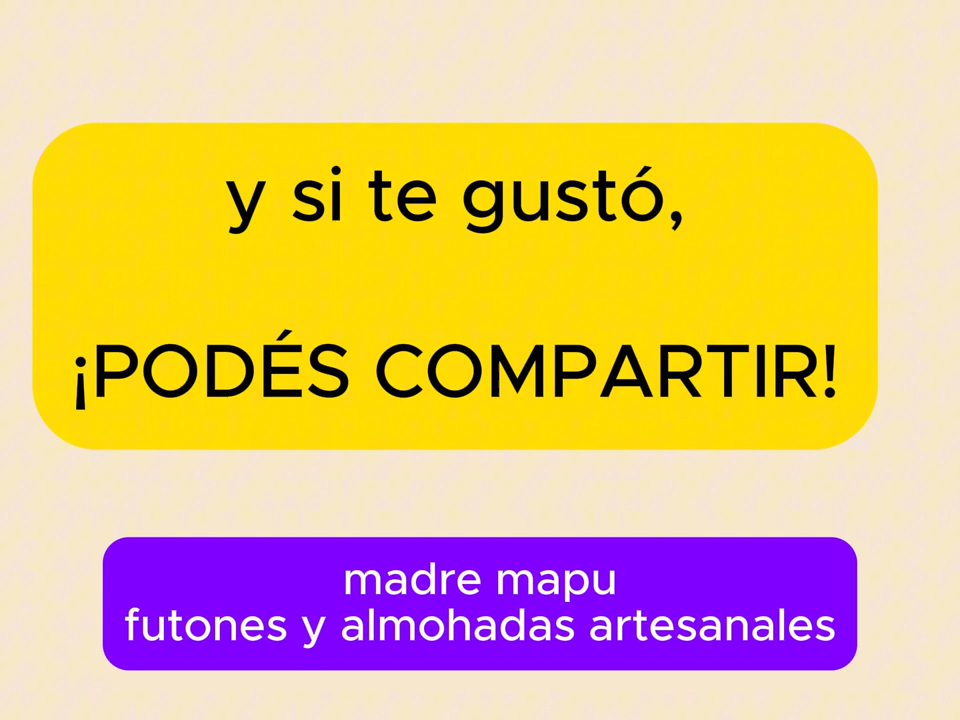 y si te gustó,
¡PODÉS COMPARTIR!
madre mapu
futones y almohadas artesanales